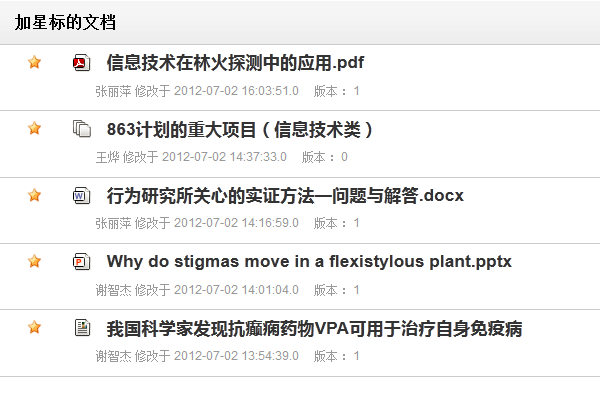 加星标的文档
信息技术在林火探测中的应用.pdf
张丽萍 修改于 2012-07-02 16:03:51.0 版本： 1
863计划的重大项目（信息技术类）
王烨 修改于 2012-07-02 14:37:33.0 版本： 0
行为研究所关心的实证方法—问题与解答.docx
张丽萍 修改于 2012-07-02 14:16:59.0 版本： 1
Why do stigmas move in a flexistylous plant.pptx
谢智杰 修改于 2012-07-02 14:01:04.0 版本： 1
我国科学家发现抗癫痫药物VPA可用于治疗自身免疫病
谢智杰 修改于 2012-07-02 13:54:39.0 版本： 1